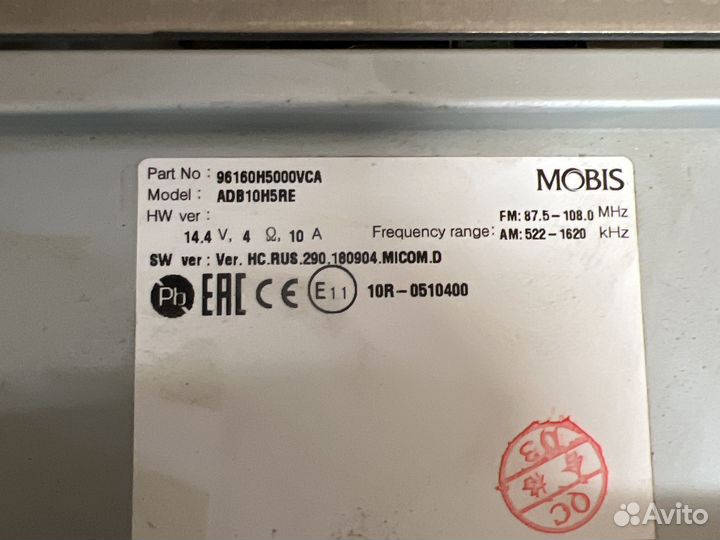 Part No : 96160H5000VCA
MOBIS
Model : ADB10H5RE
HW ver :
FM: 87.5-108.0 MHz
14.4 V, 4 Ω, 10 A
Frequency range: AM: 522-1620 kHz
SW ver : Ver. HC.RUS.290.180904.MICOM.D
Pb EAC CE E11 10R-0510400
QC
Avito